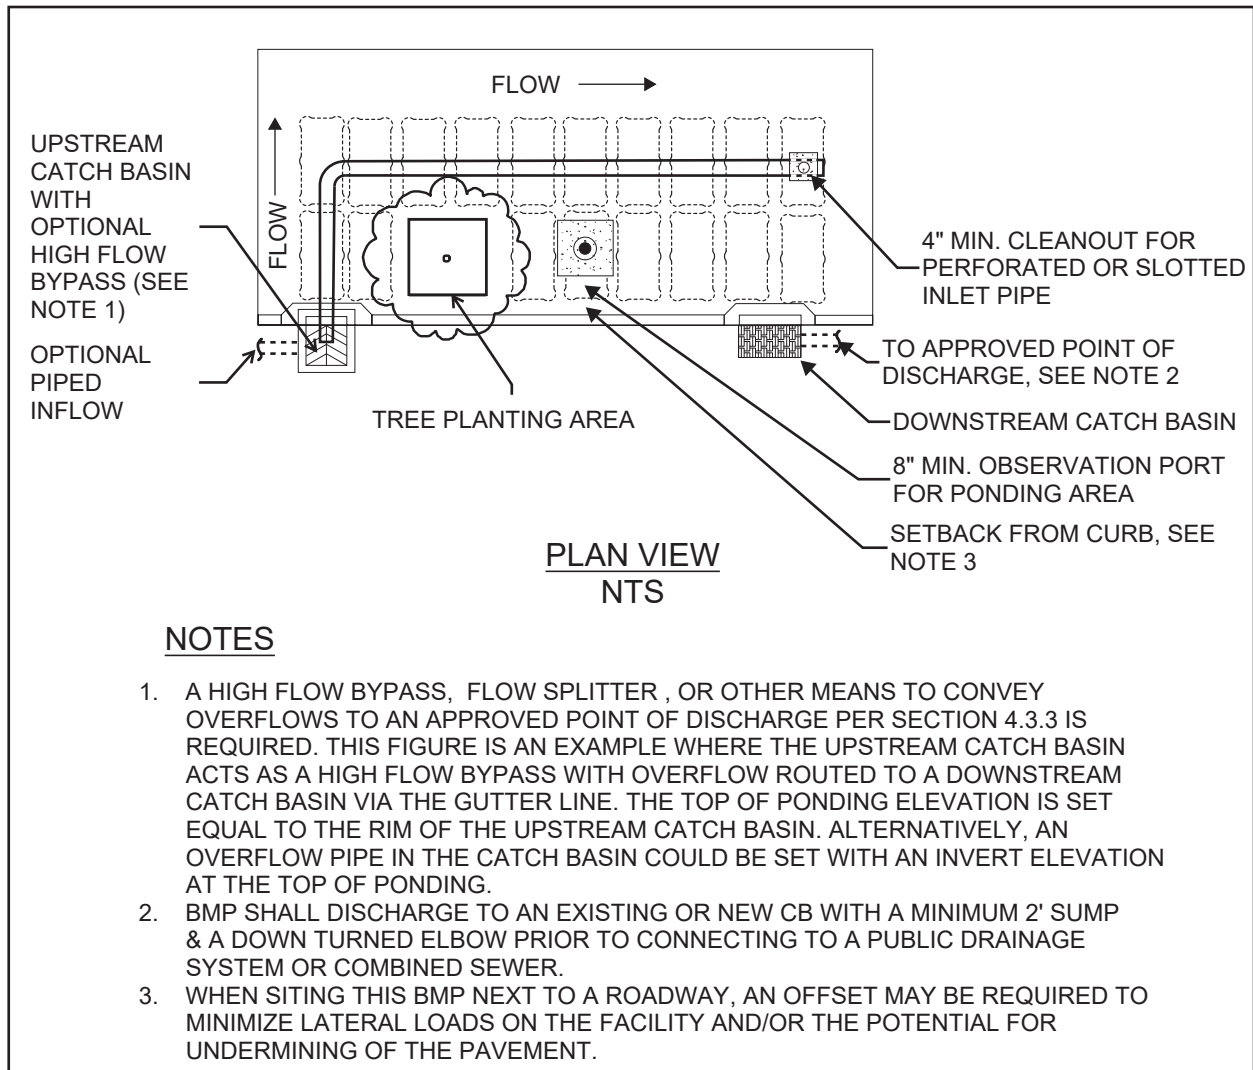 FLOW
FLOW
UPSTREAM
CATCH BASIN
WITH
OPTIONAL
HIGH FLOW
BYPASS (SEE
NOTE 1)
OPTIONAL
PIPED
INFLOW
TREE PLANTING AREA
4" MIN. CLEANOUT FOR
PERFORATED OR SLOTTED
INLET PIPE
TO APPROVED POINT OF
DISCHARGE, SEE NOTE 2
DOWNSTREAM CATCH BASIN
8" MIN. OBSERVATION PORT
FOR PONDING AREA
SETBACK FROM CURB, SEE
NOTE 3
PLAN VIEW
NTS
NOTES
1. A HIGH FLOW BYPASS, FLOW SPLITTER , OR OTHER MEANS TO CONVEY
OVERFLOWS TO AN APPROVED POINT OF DISCHARGE PER SECTION 4.3.3 IS
REQUIRED. THIS FIGURE IS AN EXAMPLE WHERE THE UPSTREAM CATCH BASIN
ACTS AS A HIGH FLOW BYPASS WITH OVERFLOW ROUTED TO A DOWNSTREAM
CATCH BASIN VIA THE GUTTER LINE. THE TOP OF PONDING ELEVATION IS SET
EQUAL TO THE RIM OF THE UPSTREAM CATCH BASIN. ALTERNATIVELY, AN
OVERFLOW PIPE IN THE CATCH BASIN COULD BE SET WITH AN INVERT ELEVATION
AT THE TOP OF PONDING.
2. BMP SHALL DISCHARGE TO AN EXISTING OR NEW CB WITH A MINIMUM 2' SUMP
& A DOWN TURNED ELBOW PRIOR TO CONNECTING TO A PUBLIC DRAINAGE
SYSTEM OR COMBINED SEWER.
3. WHEN SITING THIS BMP NEXT TO A ROADWAY, AN OFFSET MAY BE REQUIRED TO
MINIMIZE LATERAL LOADS ON THE FACILITY AND/OR THE POTENTIAL FOR
UNDERMINING OF THE PAVEMENT.